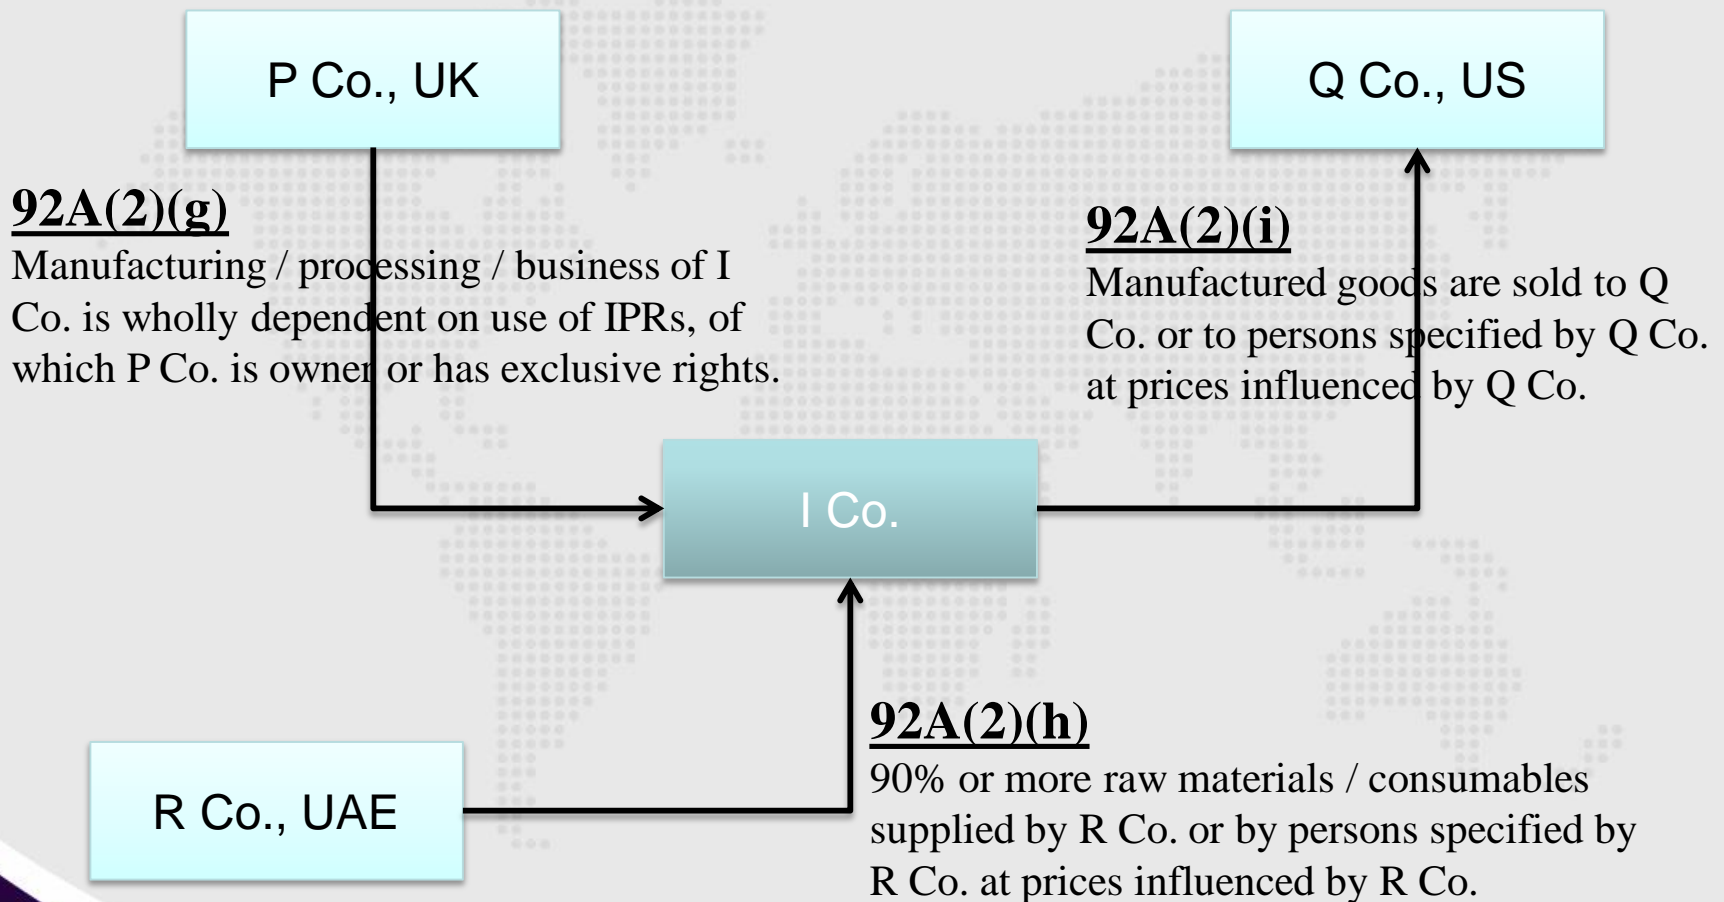 P Co., UK
Q Co., US
92A(2)(g)
Manufacturing / processing / business of I
Co. is wholly dependent on use of IPRs, of
which P Co. is owner or has exclusive rights.
92A(2)(i)
Manufactured goods are sold to Q
Co. or to persons specified by Q Co.
at prices influenced by Q Co.
I Co.
R Co., UAE
92A(2)(h)
90% or more raw materials / consumables
supplied by R Co. or by persons specified by
R Co. at prices influenced by R Co.